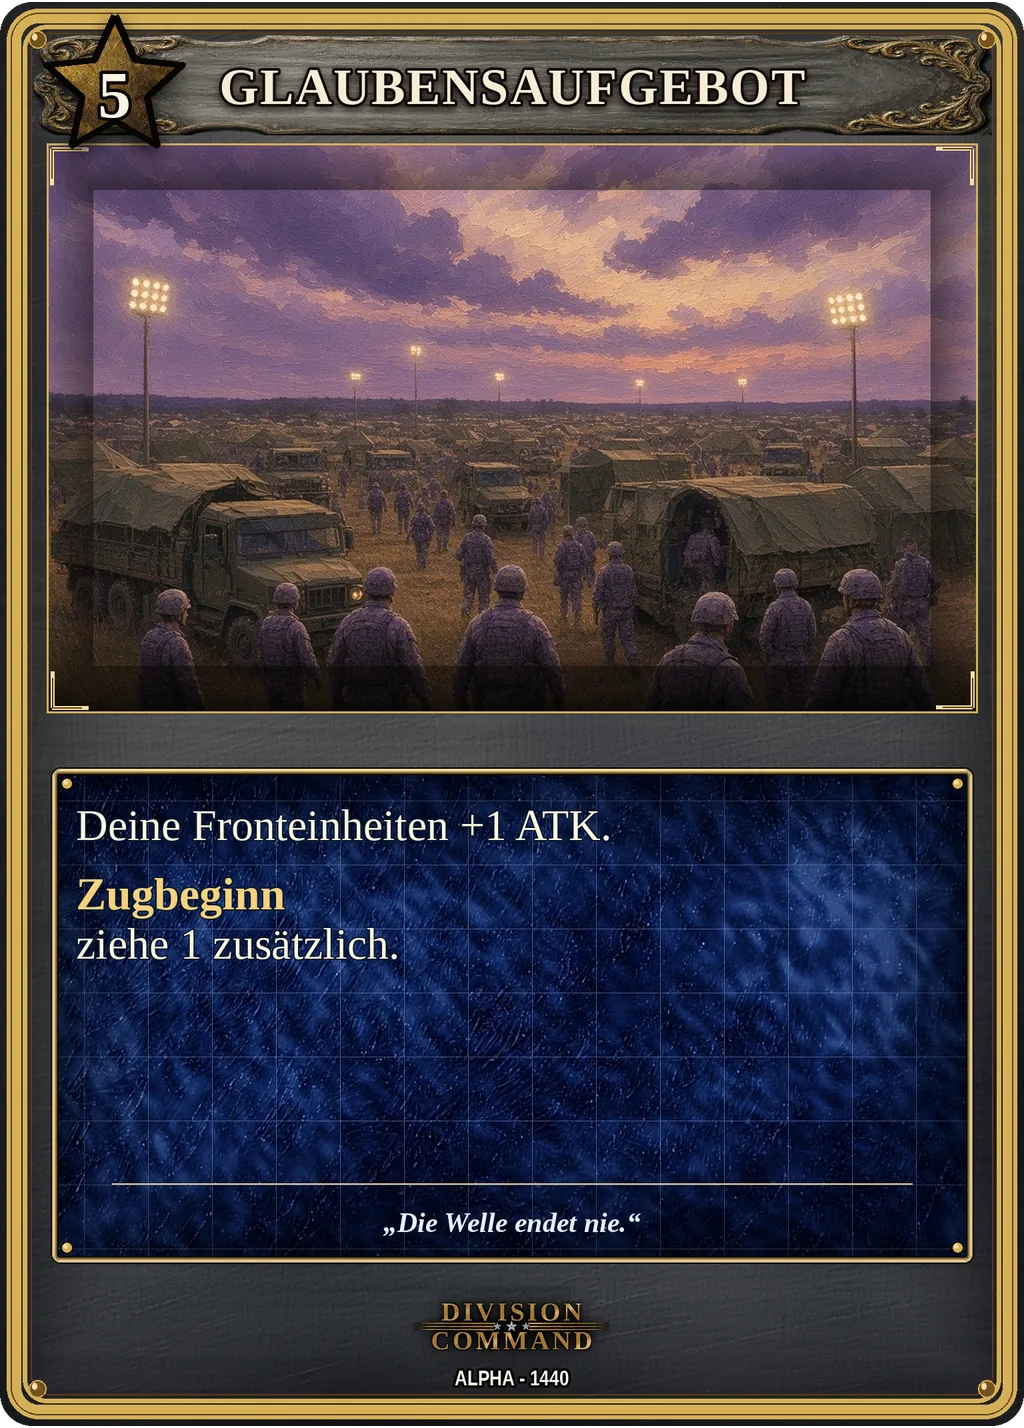 5
GLAUBENSAUFGEBOT
Deine Fronteinheiten +1 ATK.
Zugbeginn
ziehe 1 zusätzlich.
„Die Welle endet nie.“
DIVISION
COMMAND
ALPHA - 1440